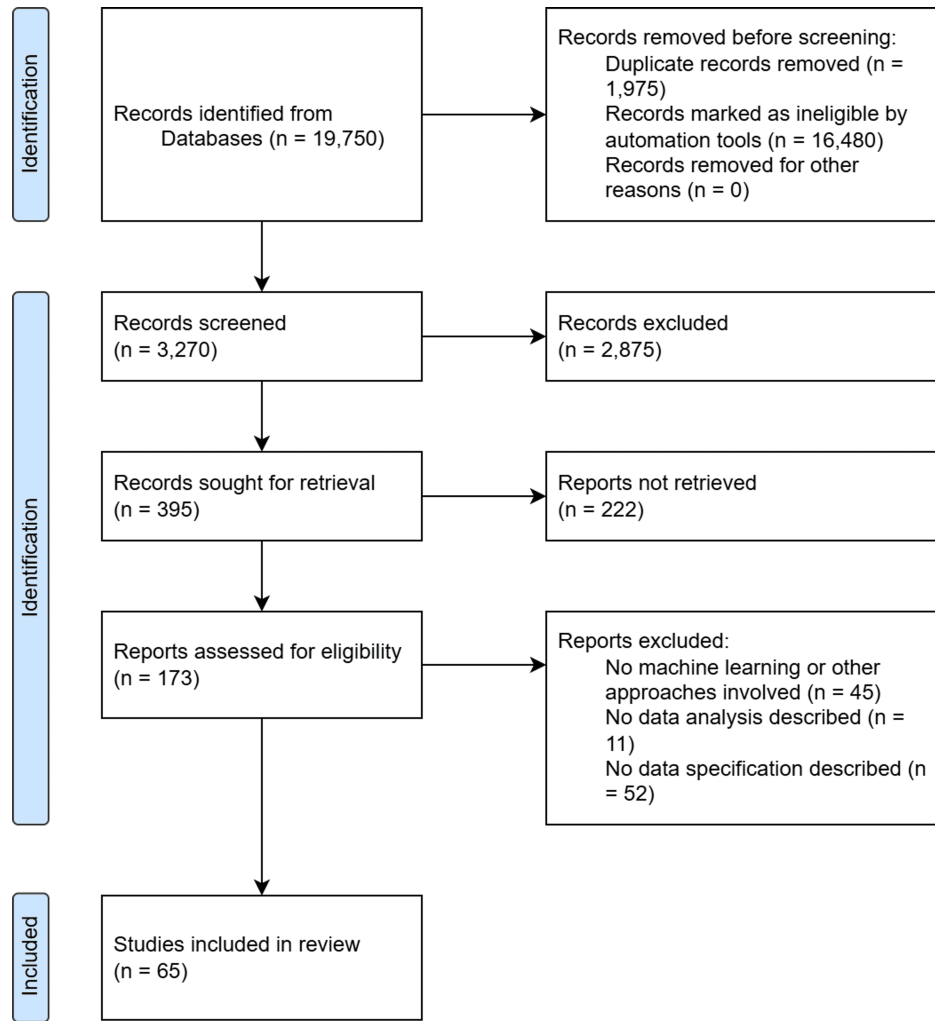 Identification
Records identified from
Databases (n = 19,750)
Records removed before screening:
Duplicate records removed (n =
1,975)
Records marked as ineligible by
automation tools (n = 16,480)
Records removed for other
reasons (n = 0)
Identification
Records screened
(n = 3,270)
Records excluded
(n = 2,875)
Records sought for retrieval
(n = 395)
Reports not retrieved
(n = 222)
Reports assessed for eligibility
(n = 173)
Reports excluded:
No machine learning or other
approaches involved (n = 45)
No data analysis described (n =
11)
No data specification described (n
= 52)
Included
Studies included in review
(n = 65)